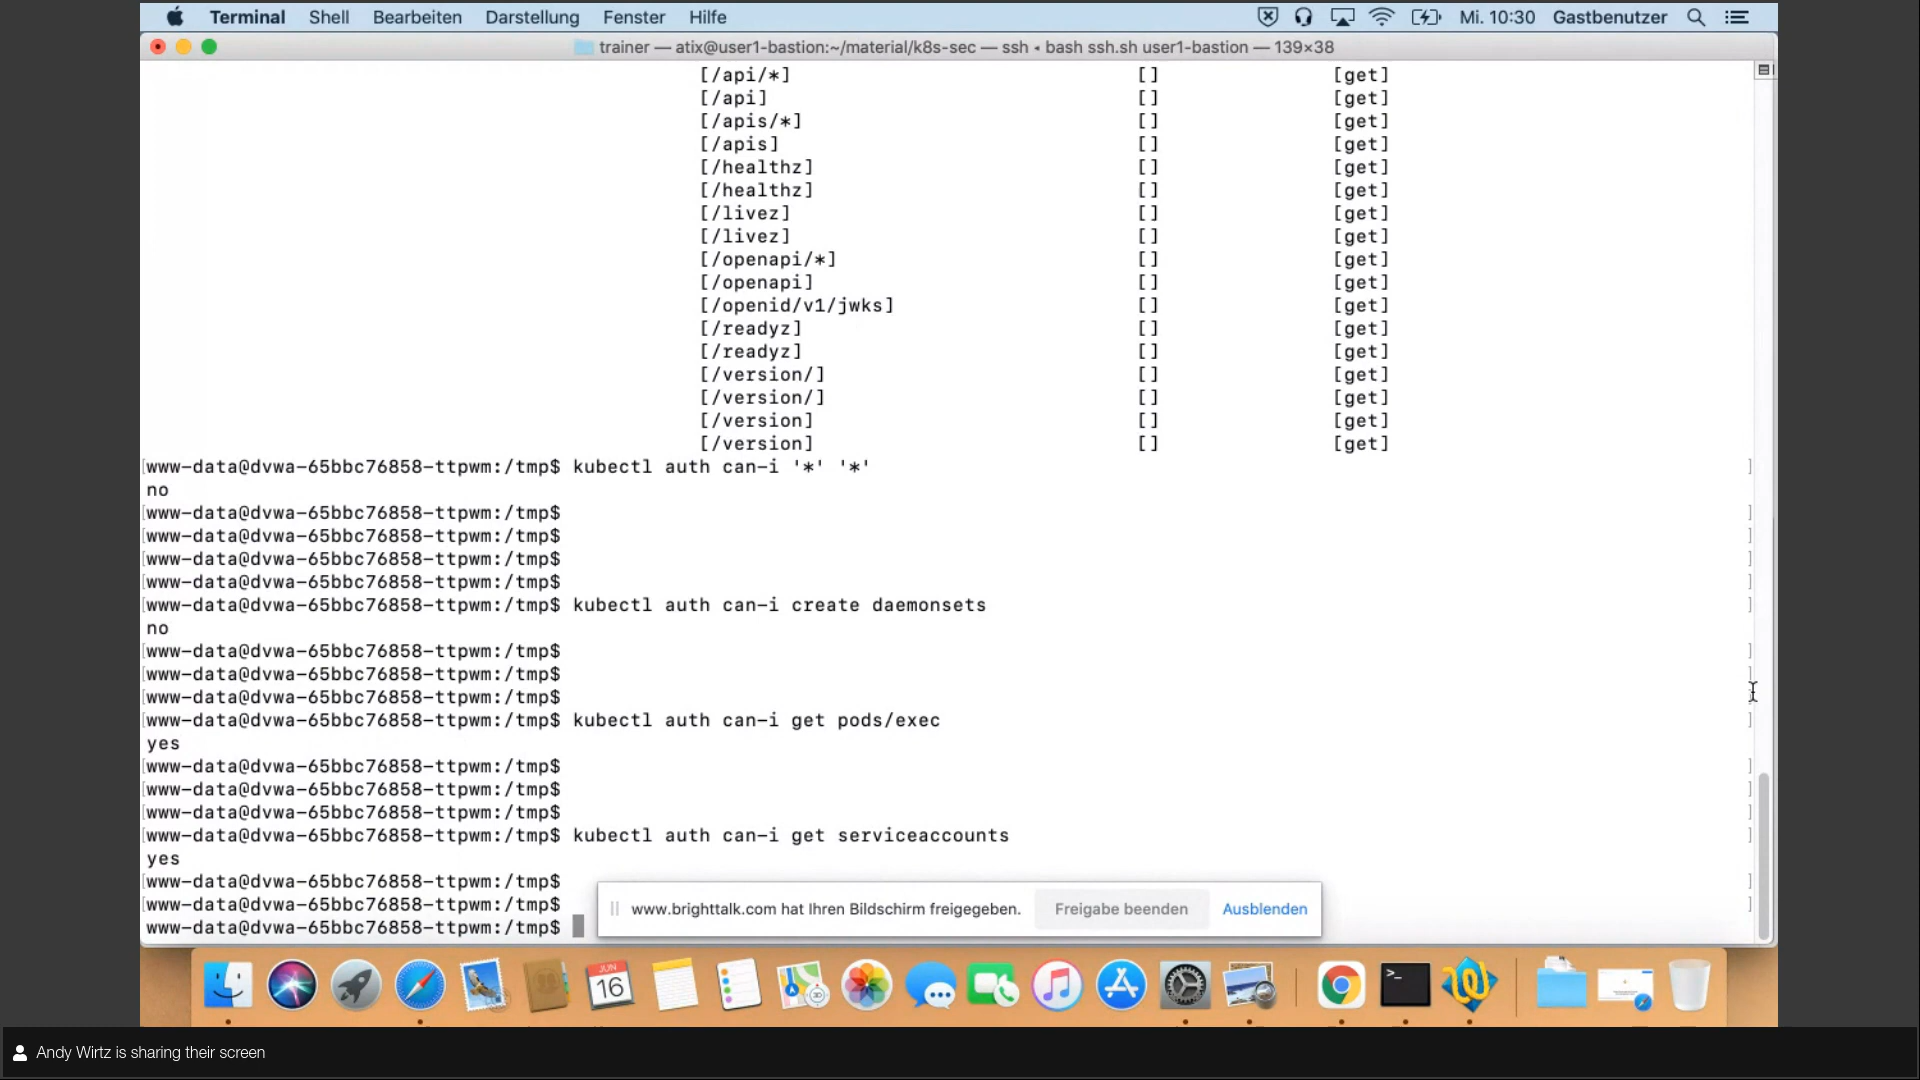 Terminal Shell Bearbeiten Darstellung Fenster Hilfe Mi. 10:30 Gastbenutzer
trainer — atix@user1-bastion:~/material/k8s-sec — ssh ◂ bash ssh.sh user1-bastion — 139×38
[/api/*] [] [get]
[/api] [] [get]
[/apis/*] [] [get]
[/apis] [] [get]
[/healthz] [] [get]
[/healthz] [] [get]
[/livez] [] [get]
[/livez] [] [get]
[/openapi/*] [] [get]
[/openapi] [] [get]
[/openid/v1/jwks] [] [get]
[/readyz] [] [get]
[/readyz] [] [get]
[/version/] [] [get]
[/version/] [] [get]
[/version] [] [get]
[/version] [] [get]
www-data@dvwa-65bbc76858-ttpwm:/tmp$ kubectl auth can-i '*' '*'
no
www-data@dvwa-65bbc76858-ttpwm:/tmp$
www-data@dvwa-65bbc76858-ttpwm:/tmp$
www-data@dvwa-65bbc76858-ttpwm:/tmp$
www-data@dvwa-65bbc76858-ttpwm:/tmp$
www-data@dvwa-65bbc76858-ttpwm:/tmp$ kubectl auth can-i create daemonsets
no
www-data@dvwa-65bbc76858-ttpwm:/tmp$
www-data@dvwa-65bbc76858-ttpwm:/tmp$
www-data@dvwa-65bbc76858-ttpwm:/tmp$
www-data@dvwa-65bbc76858-ttpwm:/tmp$ kubectl auth can-i get pods/exec
yes
www-data@dvwa-65bbc76858-ttpwm:/tmp$
www-data@dvwa-65bbc76858-ttpwm:/tmp$
www-data@dvwa-65bbc76858-ttpwm:/tmp$
www-data@dvwa-65bbc76858-ttpwm:/tmp$ kubectl auth can-i get serviceaccounts
yes
www-data@dvwa-65bbc76858-ttpwm:/tmp$
www-data@dvwa-65bbc76858-ttpwm:/tmp$
www-data@dvwa-65bbc76858-ttpwm:/tmp$
www.brighttalk.com hat Ihren Bildschirm freigegeben. Freigabe beenden Ausblenden
JUN
16
Andy Wirtz is sharing their screen